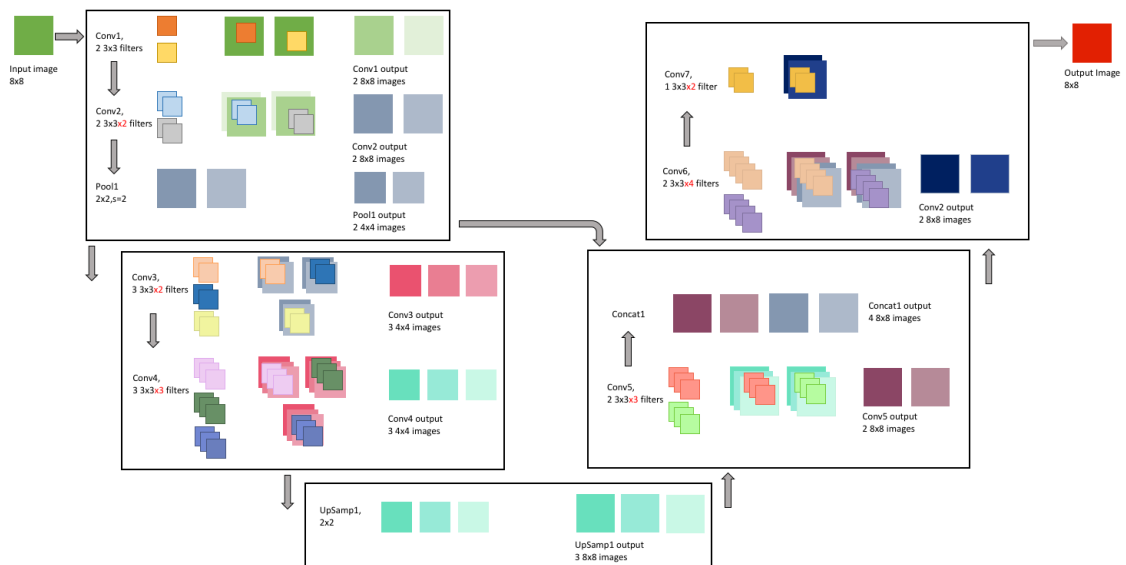 Input image
8x8
Conv1,
2 3x3 filters
Conv1 output
2 8x8 images
Conv2,
2 3x3x2 filters
Conv2 output
2 8x8 images
Pool1
2x2,s=2
Pool1 output
2 4x4 images
Conv3,
3 3x3x2 filters
Conv3 output
3 4x4 images
Conv4,
3 3x3x3 filters
Conv4 output
3 4x4 images
UpSamp1,
2x2
UpSamp1 output
3 8x8 images
Conv5,
2 3x3x3 filters
Conv5 output
2 8x8 images
Concat1
Concat1 output
4 8x8 images
Conv6,
2 3x3x4 filters
Conv2 output
2 8x8 images
Conv7,
1 3x3x2 filter
Output Image
8x8